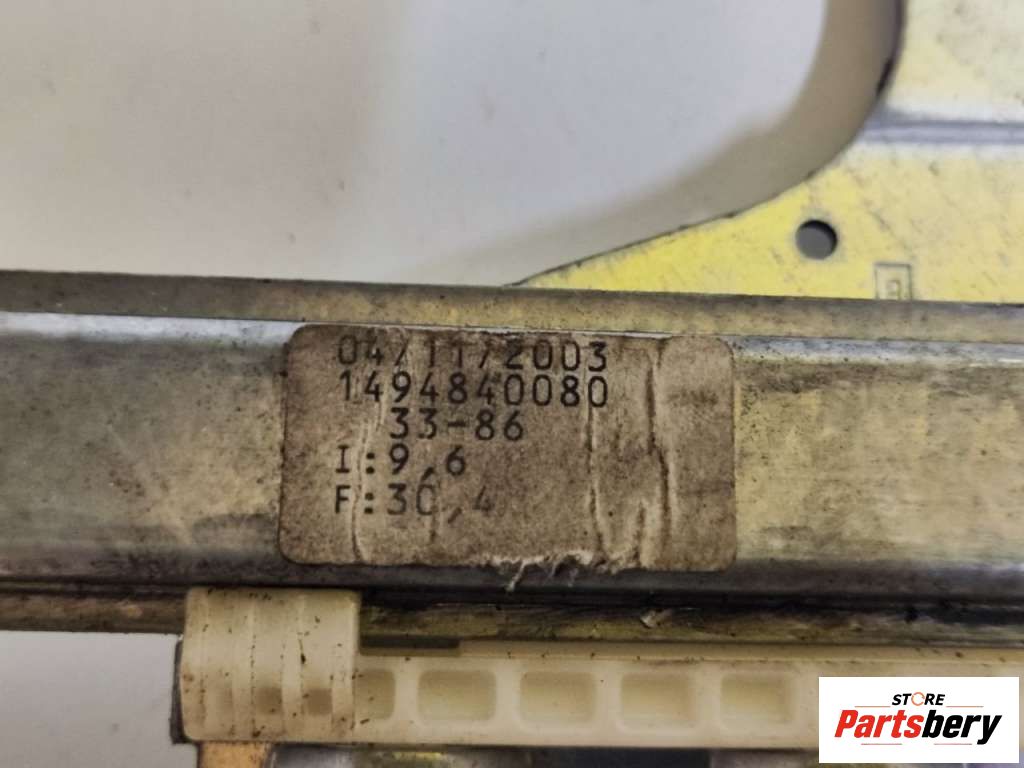 04/11/2003
1494840080
33-86
I:9,6
F:30,4
STORE
Partsbery